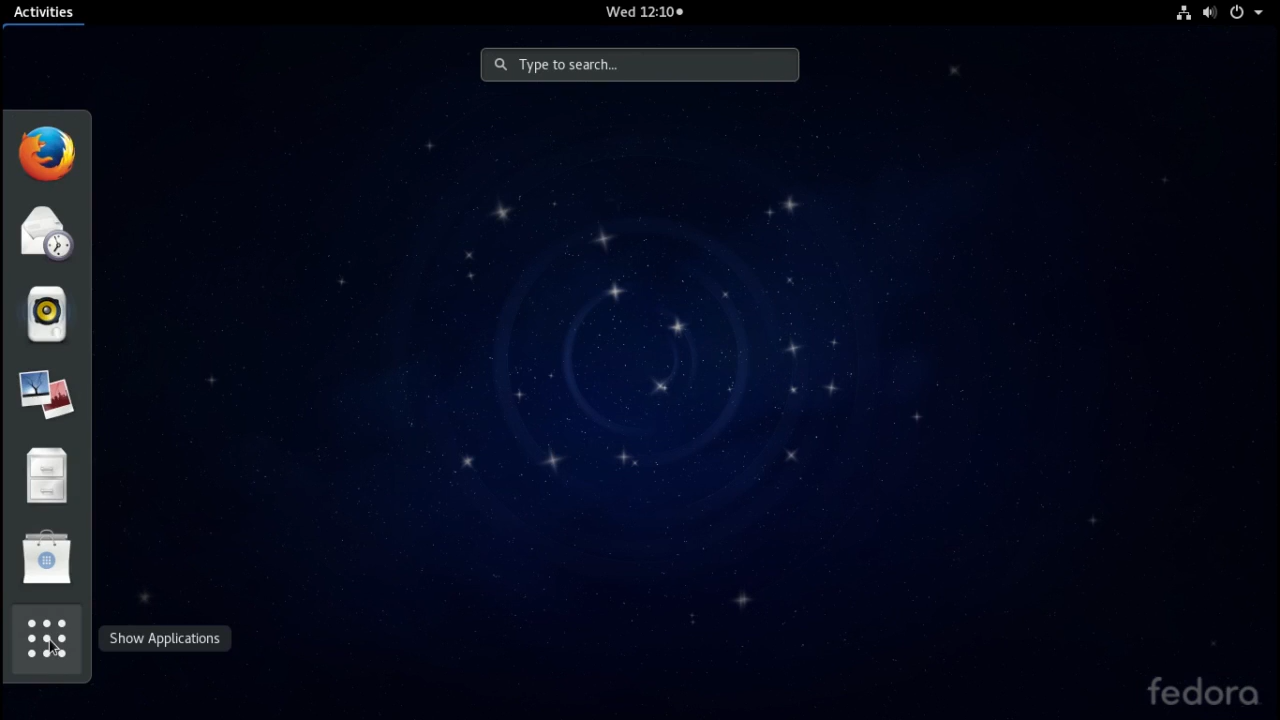 Activities
Wed 12:10●
Type to search...
Show Applications
fedora